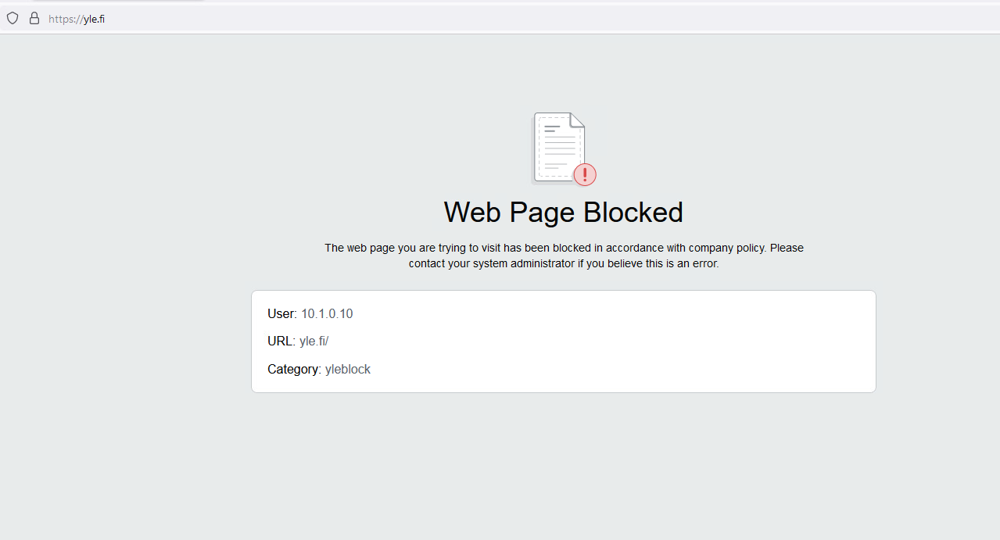 https://yle.fi
Web Page Blocked
The web page you are trying to visit has been blocked in accordance with company policy. Please
contact your system administrator if you believe this is an error.
User: 10.1.0.10
URL: yle.fi/
Category: yleblock